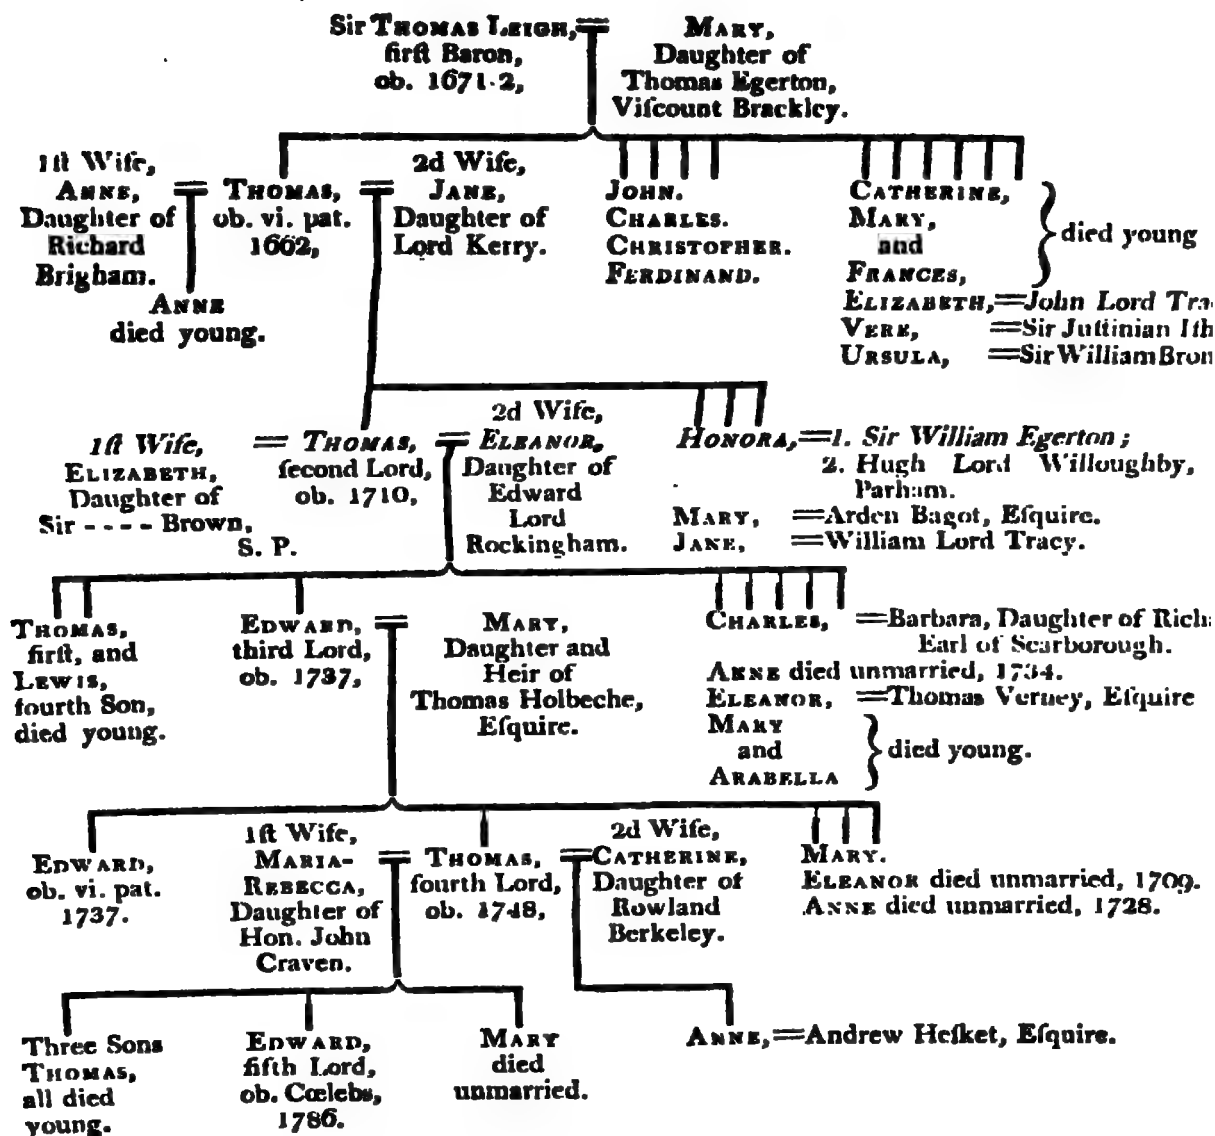 Sir THOMAS LEIGH, = MARY,
firſt Baron, Daughter of
ob. 1671-2, Thomas Egerton,
Viſcount Brackley.
1ſt Wife,
ANNE,
Daughter of
Richard
Brigham.
= THOMAS, =
ob. vi. pat.
1662,
2d Wife,
JANE,
Daughter of
Lord Kerry.
JOHN.
CHARLES.
CHRISTOPHER.
FERDINAND.
CATHERINE,
MARY,
and
FRANCES,
} died young
ELIZABETH, = John Lord
VERE, = Sir Juſtinian
URSULA, = Sir William
ANNE
died young.
1ſt Wife,
ELIZABETH,
Daughter of
Sir - - - - Brown,
S. P.
= THOMAS, =
ſecond Lord,
ob. 1710,
2d Wife,
ELEANOR,
Daughter of
Edward
Lord
Rockingham.
HONORA, = 1. Sir William Egerton;
2. Hugh Lord Willoughby,
Parham.
MARY, = Arden Bagot, Eſquire.
JANE, = William Lord Tracy.
THOMAS,
firſt, and
LEWIS,
fourth Son,
died young.
EDWARD, =
third Lord,
ob. 1737,
MARY,
Daughter and
Heir of
Thomas Holbeche,
Eſquire.
CHARLES, = Barbara, Daughter of
Earl of Scarborough.
ANNE died unmarried, 1734.
ELEANOR, = Thomas Verney, Eſquire
MARY
and
ARABELLA
} died young.
EDWARD,
ob. vi. pat.
1737.
1ſt Wife,
MARIA-
REBECCA,
Daughter of
Hon. John
Craven.
= THOMAS, =
fourth Lord,
ob. 1748,
2d Wife,
CATHERINE,
Daughter of
Rowland
Berkeley.
MARY.
ELEANOR died unmarried, 1709.
ANNE died unmarried, 1728.
Three Sons
THOMAS,
all died
young.
EDWARD,
fifth Lord,
ob. Cœlebs,
1786.
MARY
died
unmarried.
ANNE, = Andrew Heſket, Eſquire.